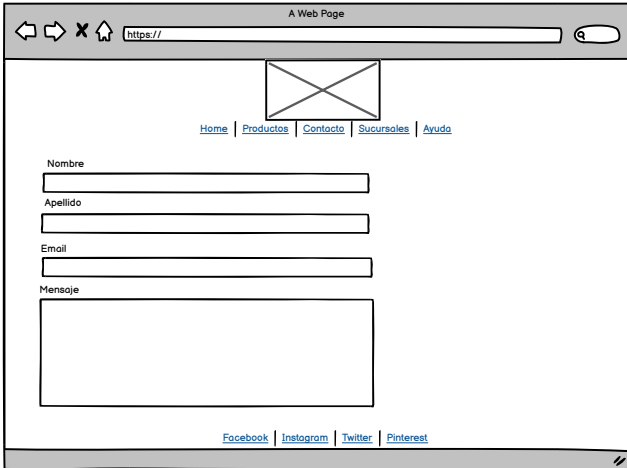 A Web Page
https://
Home Productos Contacto Sucursales Ayuda
Nombre
Apellido
Email
Mensaje
Facebook Instagram Twitter Pinterest